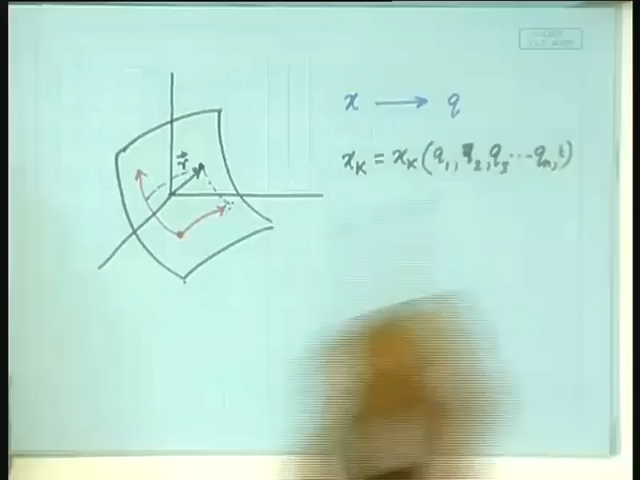 x → q
x_K = x_K (q_1, q_2, q_3 ... q_n, t)
r⃗